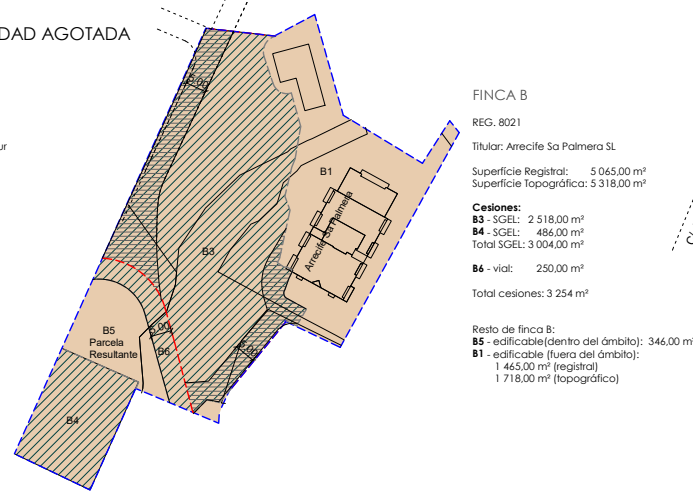 DAD AGOTADA
ur
FINCA B
REG. 8021
Titular: Arrecife Sa Palmera SL
Superfície Registral: 5 065,00 m²
Superfície Topográfica: 5 318,00 m²
Cesiones:
B3 - SGEL: 2 518,00 m²
B4 - SGEL: 486,00 m²
Total SGEL: 3 004,00 m²
B6 - vial: 250,00 m²
Total cesiones: 3 254 m²
Resto de finca B:
B5 - edificable(dentro del ámbito): 346,00 m²
B1 - edificable (fuera del ámbito):
1 465,00 m² (registral)
1 718,00 m² (topográfico)
B1
Arrecife Sa Palmera
B3
B5
Parcela
Resultante
5.00
B6
B4